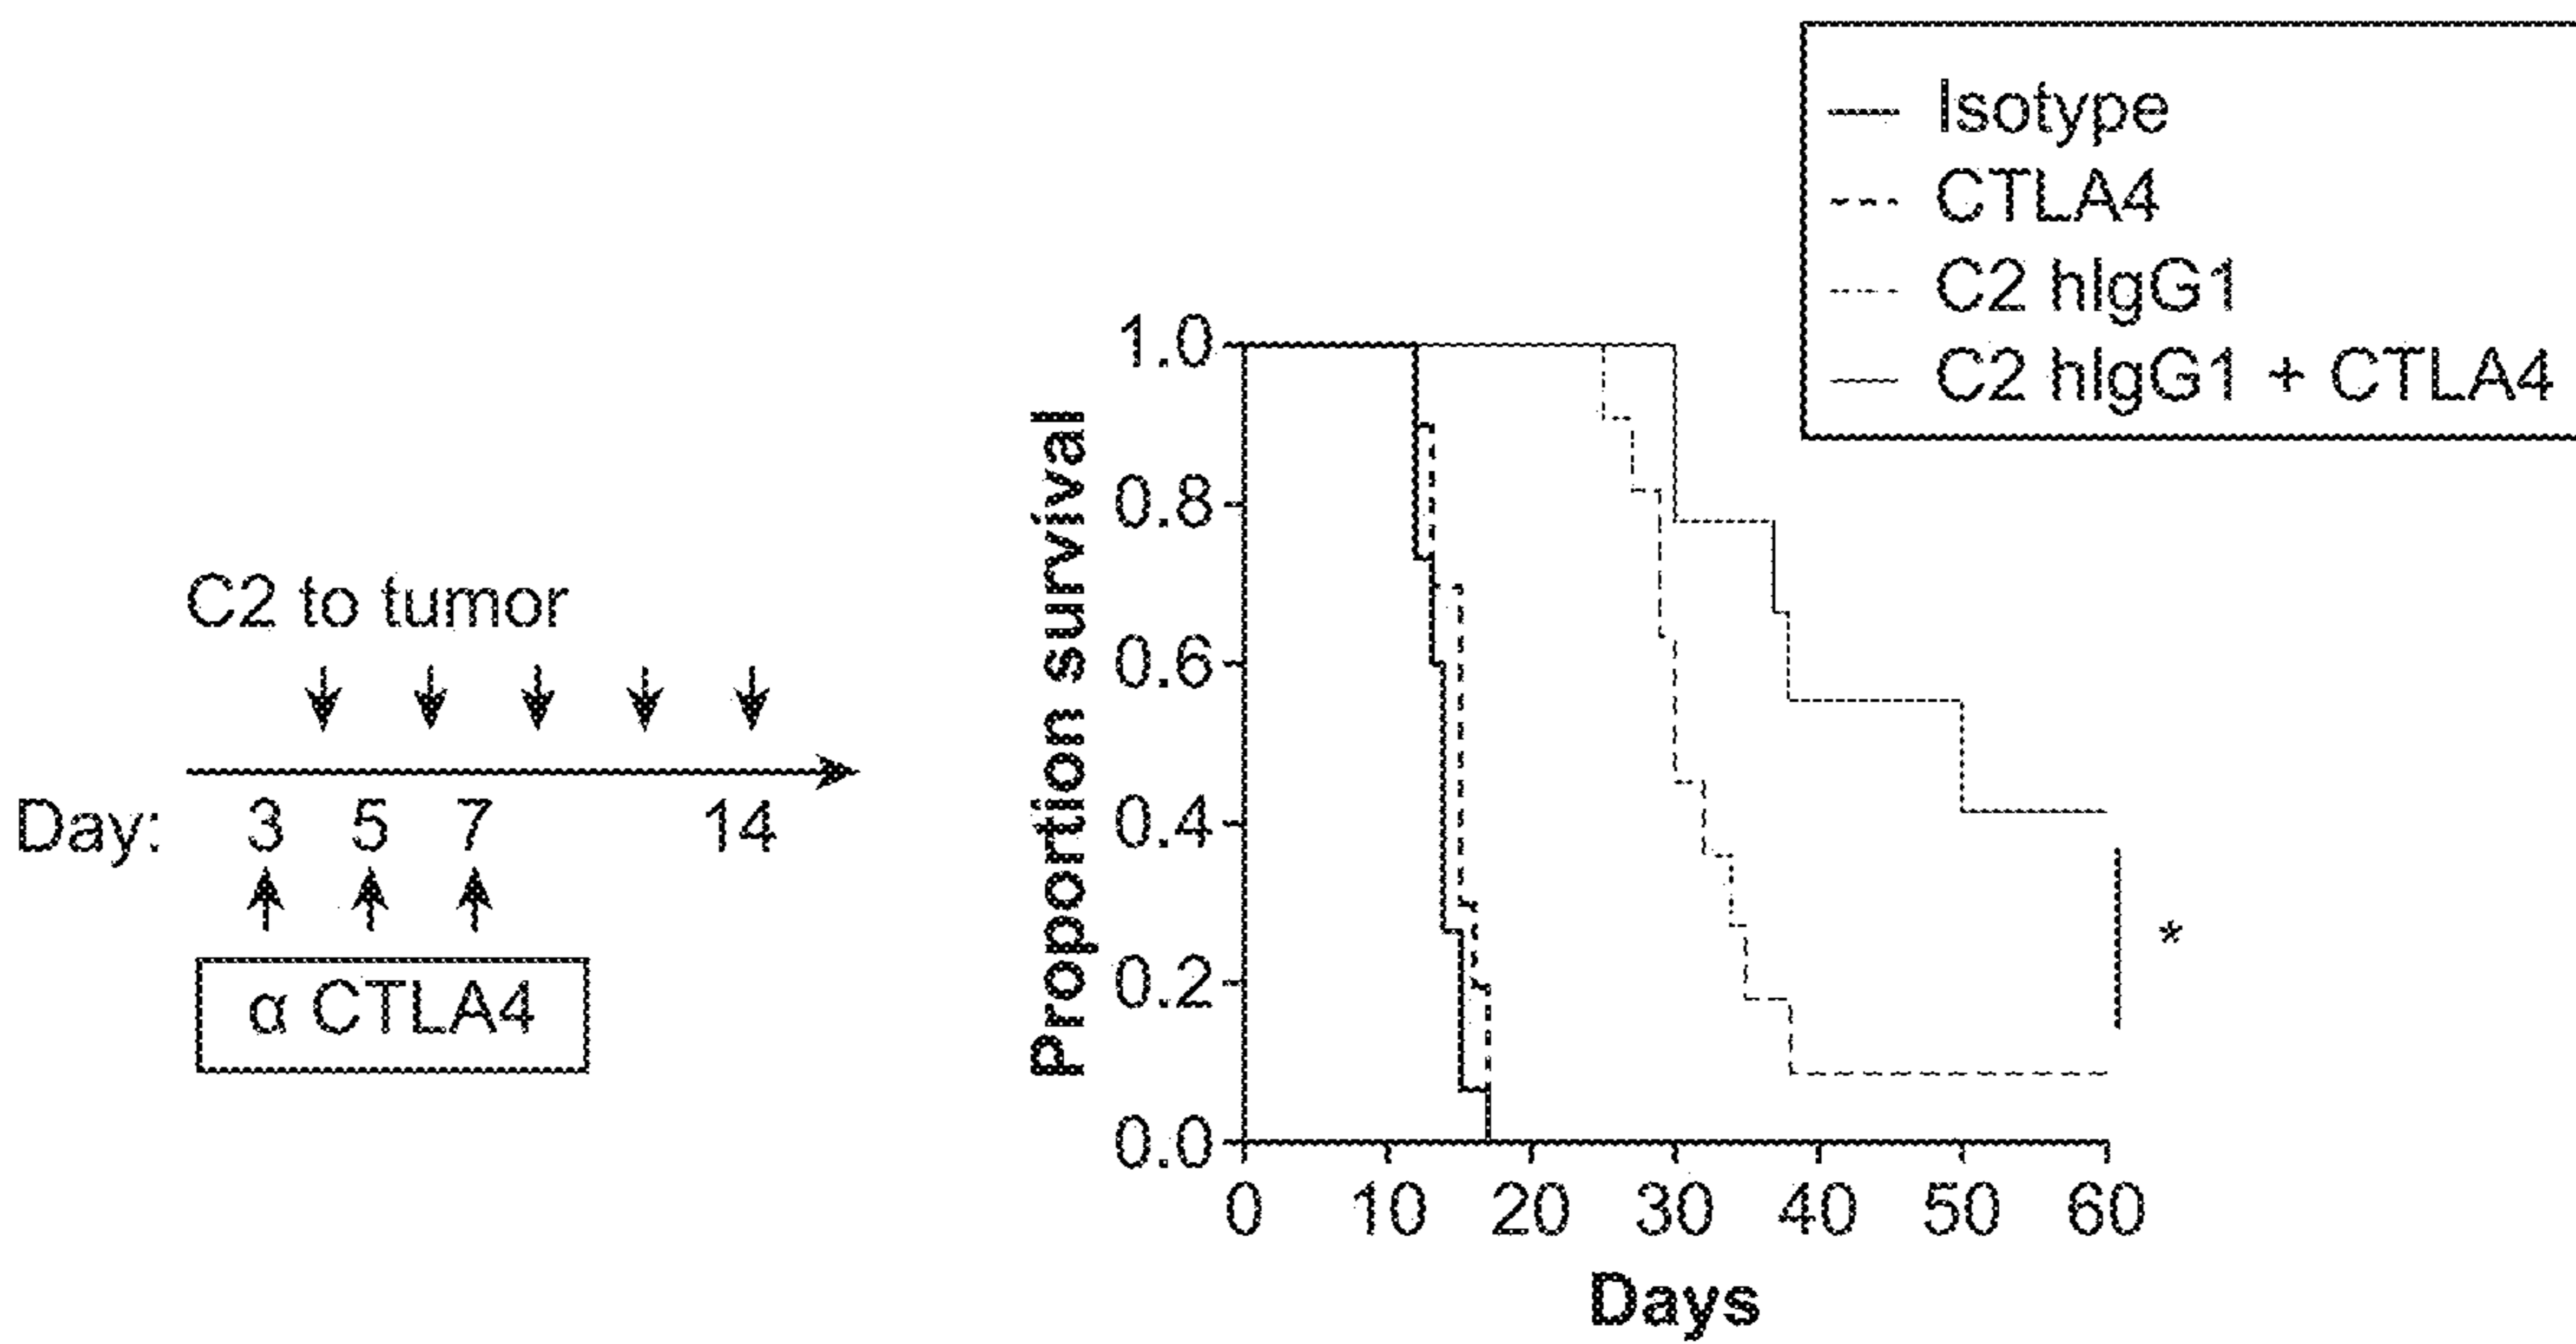 C2 to tumor
Day: 3 5 7 14
α CTLA4
Isotype
CTLA4
C2 hIgG1
C2 hIgG1 + CTLA4
Proportion survival
1.0
0.8
0.6
0.4
0.2
0.0
0 10 20 30 40 50 60
Days
*